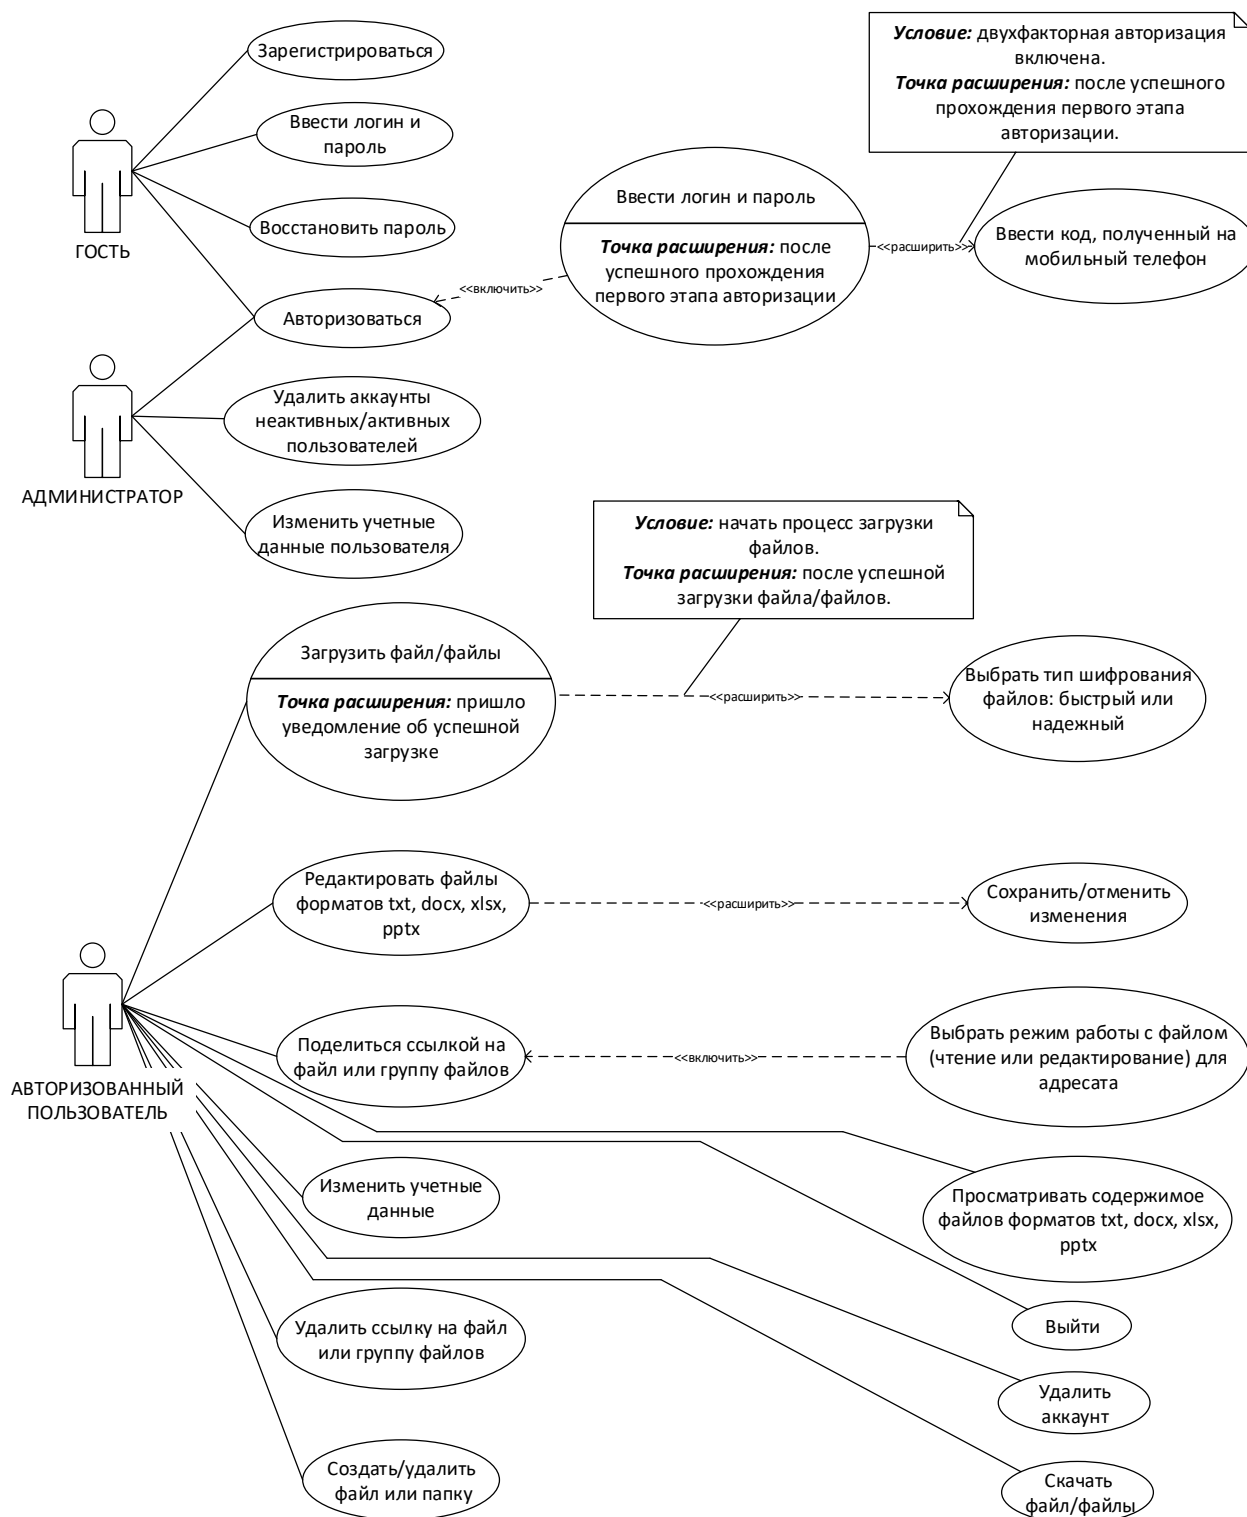 Условие: двухфакторная авторизация
включена.
Точка расширения: после успешного
прохождения первого этапа
авторизации.
Зарегистрироваться
Ввести логин и
пароль
Восстановить пароль
ГОСТЬ
Авторизоваться
<<включить>>
Ввести логин и пароль
Точка расширения: после
успешного прохождения
первого этапа авторизации
<<расширить>>
Ввести код, полученный на
мобильный телефон
Удалить аккаунты
неактивных/активных
пользователей
АДМИНИСТРАТОР
Изменить учетные
данные пользователя
Условие: начать процесс загрузки
файлов.
Точка расширения: после успешной
загрузки файла/файлов.
Загрузить файл/файлы
Точка расширения: пришло
уведомление об успешной
загрузке
<<расширить>>
Выбрать тип шифрования
файлов: быстрый или
надежный
Редактировать файлы
форматов txt, docx, xlsx,
pptx
<<расширить>>
Сохранить/отменить
изменения
АВТОРИЗОВАННЫЙ
ПОЛЬЗОВАТЕЛЬ
Поделиться ссылкой на
файл или группу файлов
<<включить>>
Выбрать режим работы с файлом
(чтение или редактирование) для
адресата
Изменить учетные
данные
Просматривать содержимое
файлов форматов txt, docx, xlsx,
pptx
Удалить ссылку на файл
или группу файлов
Выйти
Удалить
аккаунт
Создать/удалить
файл или папку
Скачать
файл/файлы